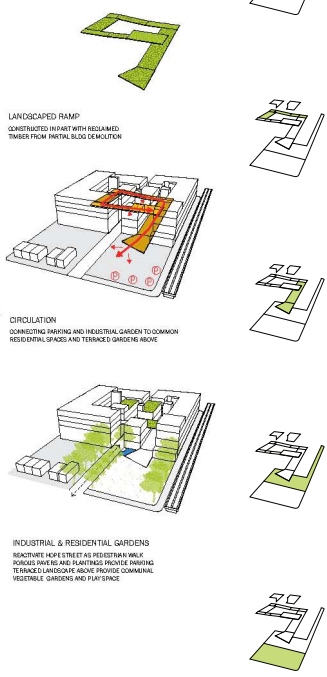 LANDSCAPED RAMP
CONSTRUCTED IN PART WITH RECLAIMED
TIMBER FROM PARTIAL BLDG DEMOLITION
P P P P
CIRCULATION
CONNECTING PARKING AND INDUSTRIAL GARDEN TO COMMON
RESIDENTIAL SPACES AND TERRACED GARDENS ABOVE
INDUSTRIAL & RESIDENTIAL GARDENS
REACTIVATE HOPE STREET AS PEDESTRIAN WALK
POROUS PAVERS AND PLANTINGS PROVIDE PARKING
TERRACED LANDSCAPE ABOVE PROVIDE COMMUNAL
VEGETABLE GARDENS AND PLAY SPACE